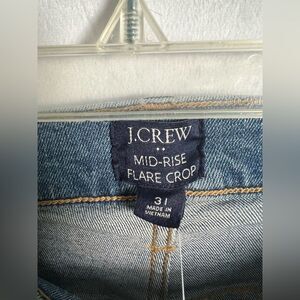 J.CREW
MID-RISE
FLARE CROP
31
MADE IN
VIETNAM